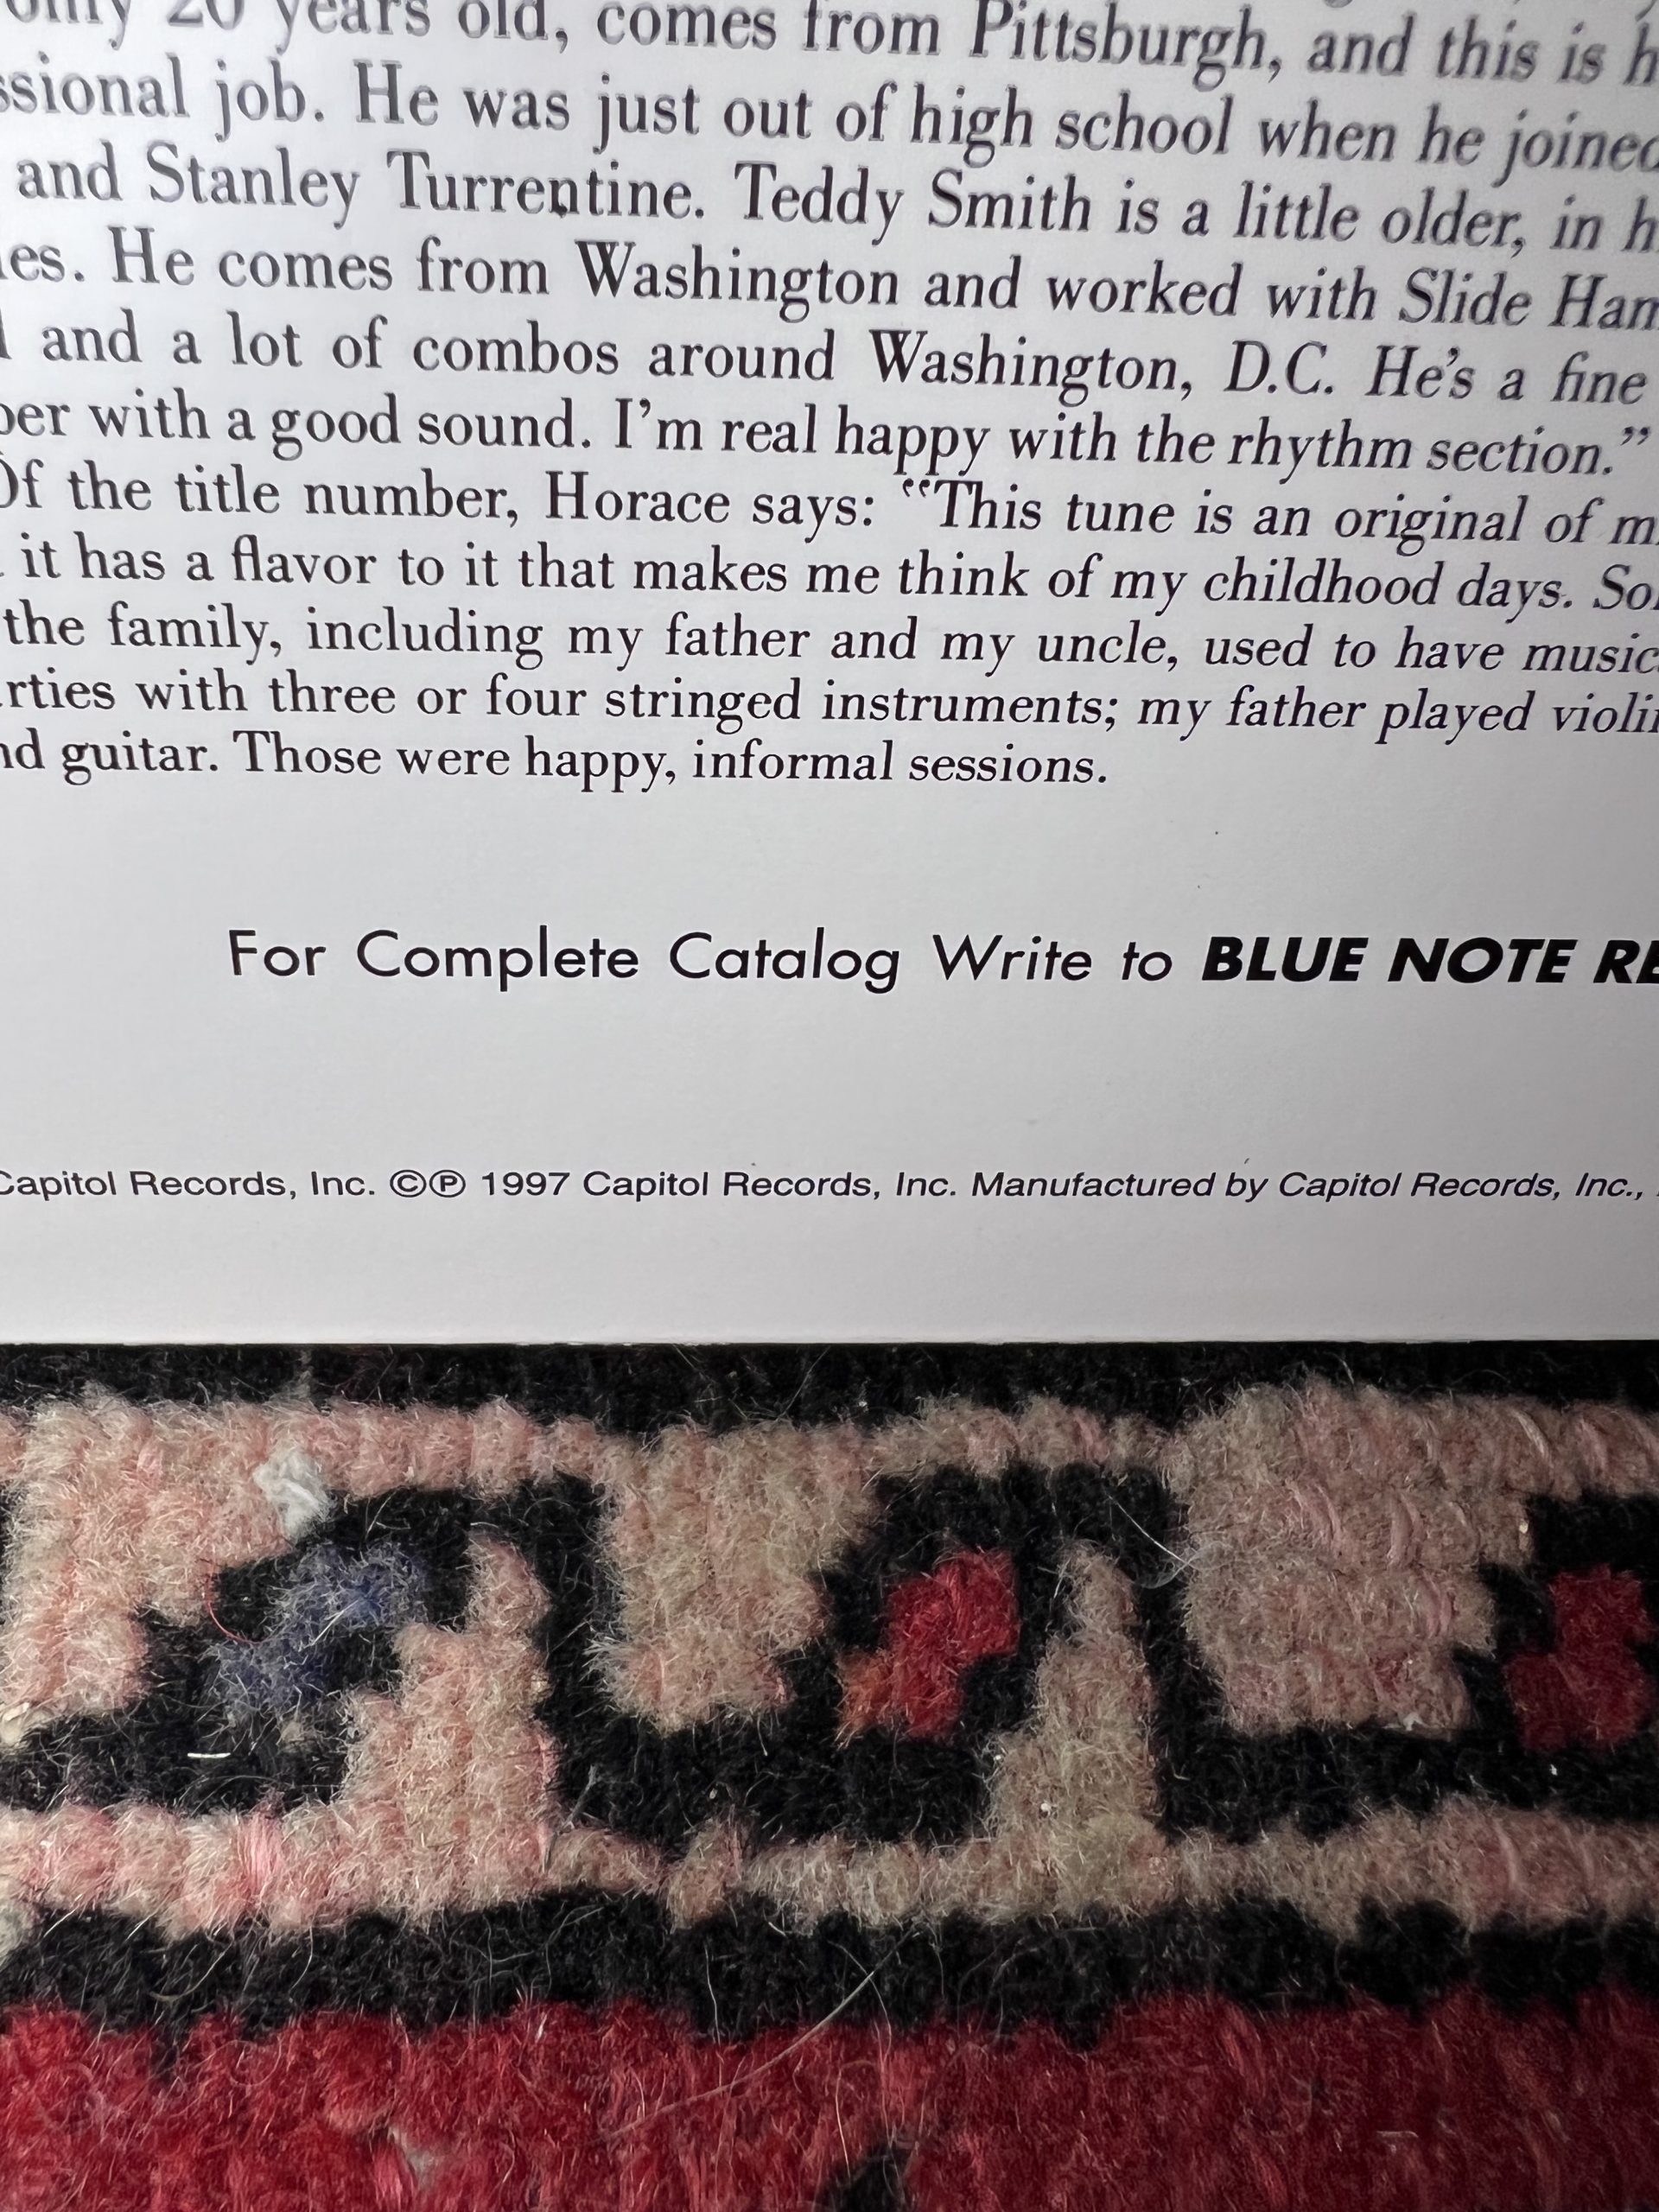 only 20 years old, comes from Pittsburgh, and this is h
ssional job. He was just out of high school when he joined
and Stanley Turrentine. Teddy Smith is a little older, in h
ies. He comes from Washington and worked with Slide Ham
and a lot of combos around Washington, D.C. He's a fine
per with a good sound. I'm real happy with the rhythm section.”
Of the title number, Horace says: “This tune is an original of m
it has a flavor to it that makes me think of my childhood days. So
the family, including my father and my uncle, used to have music
rties with three or four stringed instruments; my father played violin
nd guitar. Those were happy, informal sessions.
For Complete Catalog Write to BLUE NOTE RE
Capitol Records, Inc. ©℗ 1997 Capitol Records, Inc. Manufactured by Capitol Records, Inc.,